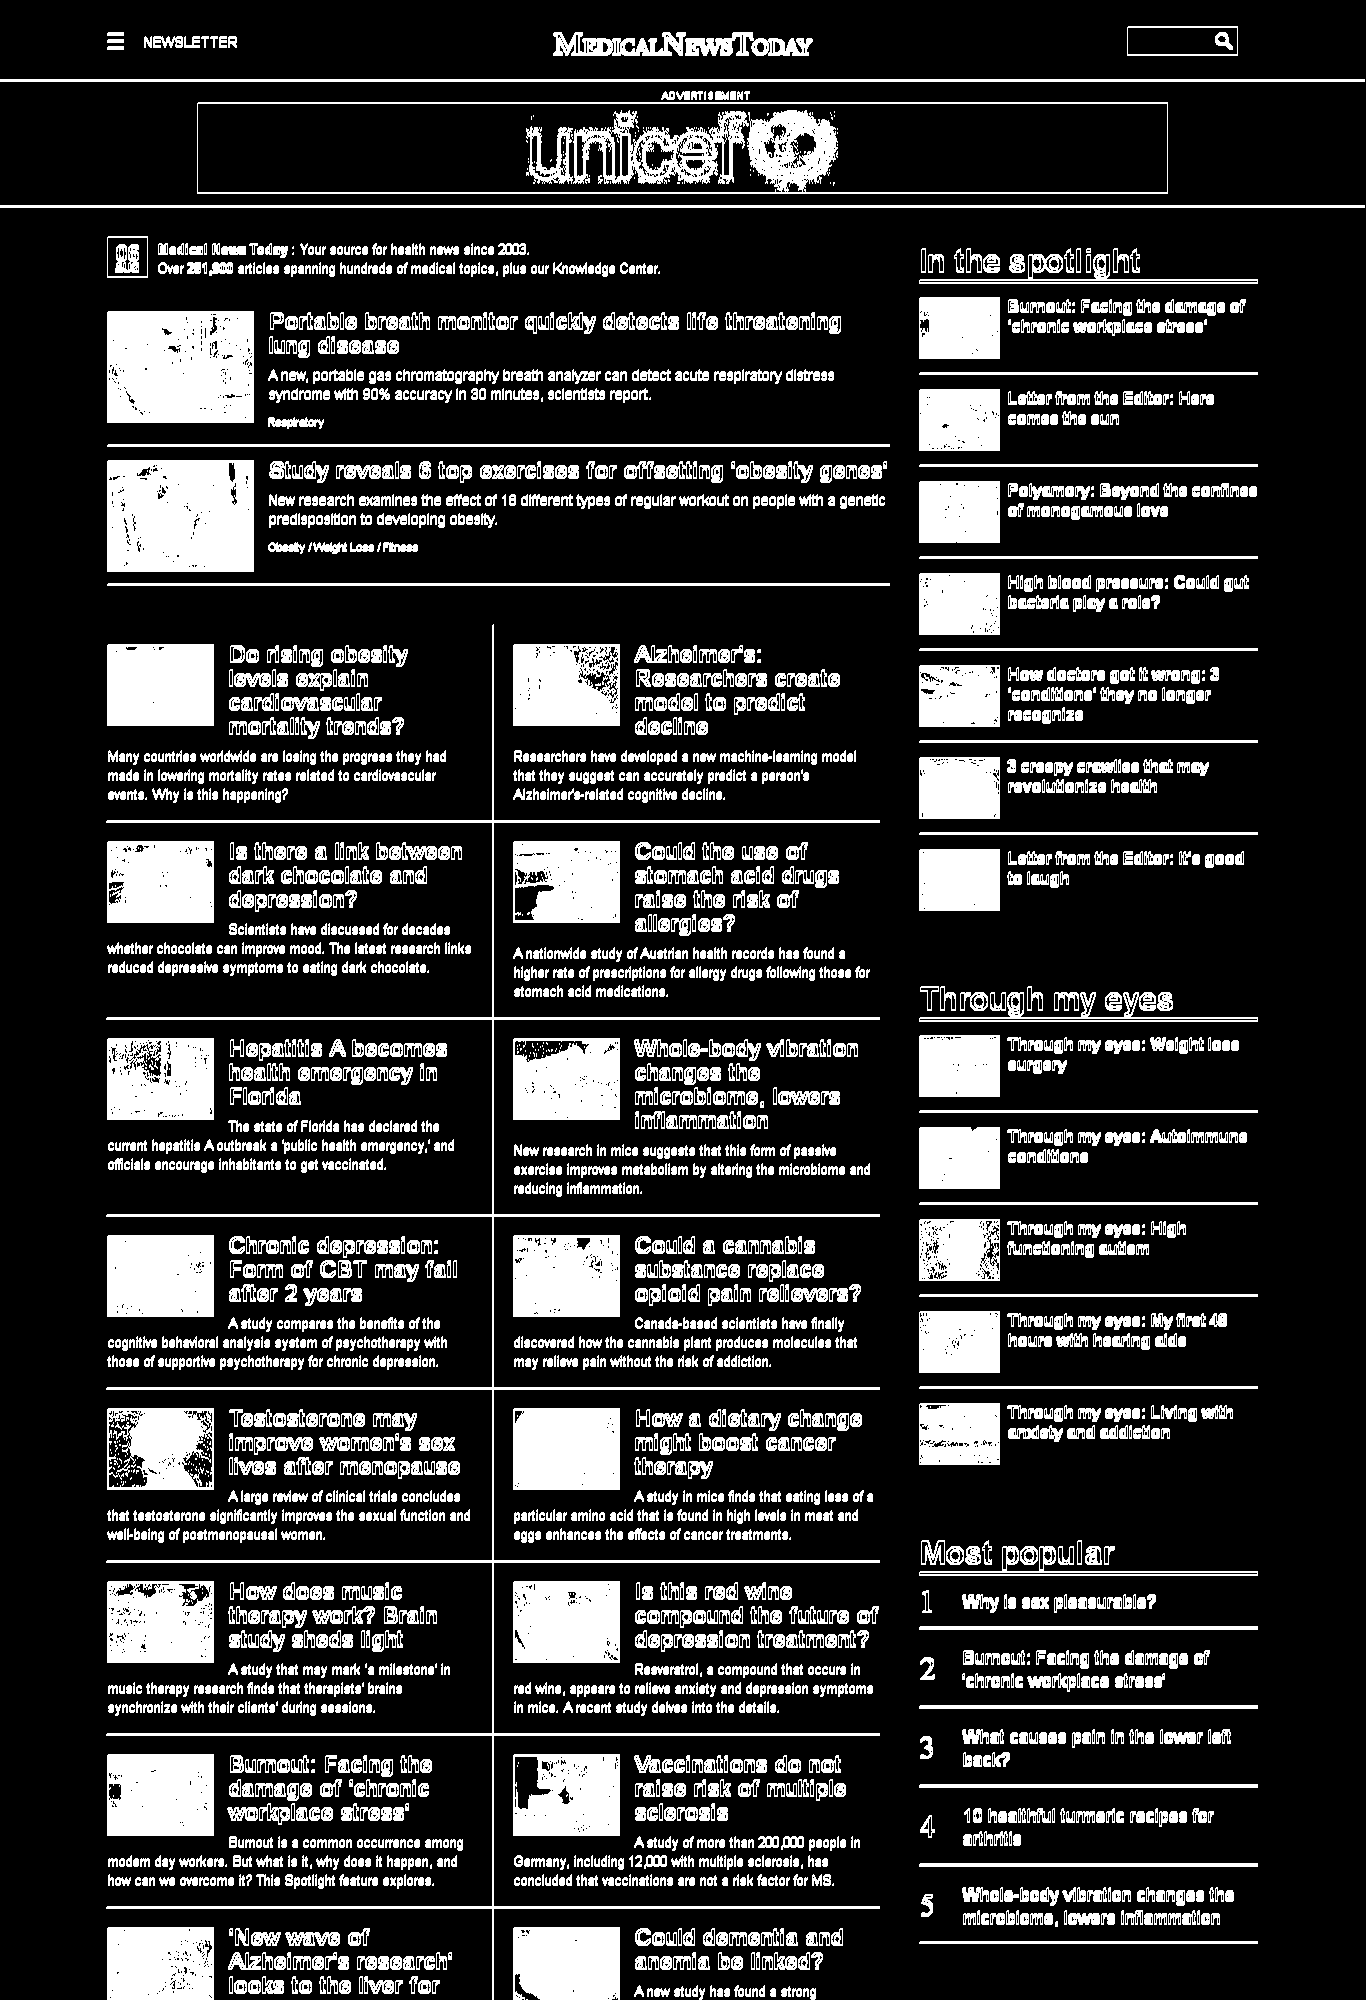 NEWSLETTER
MEDICALNEWSTODAY
ADVERTISEMENT
unicef
Medical News Today: Your source for health news since 2003.
Over articles spanning hundreds of medical topics, plus our Knowledge Center.
Portable breath monitor quickly detects life threatening
lung disease
A new, portable gas chromatography breath analyzer can detect acute respiratory distress
syndrome with 90% accuracy in 30 minutes, scientists report.
Respiratory
Study reveals 6 top exercises for offsetting 'obesity genes'
New research examines the effect of 18 different types of regular workout on people with a genetic
predisposition to developing obesity.
Obesity / Weight Loss / Fitness
Do rising obesity
levels explain
cardiovascular
mortality trends?
Many countries worldwide are losing the progress they had
made in lowering mortality rates related to cardiovascular
events. Why is this happening?
Alzheimer's:
Researchers create
model to predict
decline
Researchers have developed a new machine-learning model
that they suggest can accurately predict a person's
Alzheimer's-related cognitive decline.
Is there a link between
dark chocolate and
depression?
Scientists have discussed for decades
whether chocolate can improve mood. The latest research links
reduced depressive symptoms to eating dark chocolate.
Could the use of
stomach acid drugs
raise the risk of
allergies?
A nationwide study of Austrian health records has found a
higher rate of prescriptions for allergy drugs following those for
stomach acid medications.
Hepatitis A becomes
health emergency in
Florida
The state of Florida has declared the
current hepatitis A outbreak a 'public health emergency,' and
officials encourage inhabitants to get vaccinated.
Whole-body vibration
changes the
microbiome, lowers
inflammation
New research in mice suggests that this form of passive
exercise improves metabolism by altering the microbiome and
reducing inflammation.
Chronic depression:
Form of CBT may fail
after 2 years
A study compares the benefits of the
cognitive behavioral analysis system of psychotherapy with
those of supportive psychotherapy for chronic depression.
Could a cannabis
substance replace
opioid pain relievers?
Canada-based scientists have finally
discovered how the cannabis plant produces molecules that
may relieve pain without the risk of addiction.
Testosterone may
improve women's sex
lives after menopause
A large review of clinical trials concludes
that testosterone significantly improves the sexual function and
well-being of postmenopausal women.
How a dietary change
might boost cancer
therapy
A study in mice finds that eating less of a
particular amino acid that is found in high levels in meat and
eggs enhances the effects of cancer treatments.
How does music
therapy work? Brain
study sheds light
A study that may mark 'a milestone' in
music therapy research finds that therapists' brains
synchronize with their clients' during sessions.
Is this red wine
compound the future of
depression treatment?
Resveratrol, a compound that occurs in
red wine, appears to relieve anxiety and depression symptoms
in mice. A recent study delves into the details.
Burnout: Facing the
damage of 'chronic
workplace stress'
Burnout is a common occurrence among
modern day workers. But what is it, why does it happen, and
how can we overcome it? This Spotlight feature explores.
Vaccinations do not
raise risk of multiple
sclerosis
A study of more than 200,000 people in
Germany, including 12,000 with multiple sclerosis, has
concluded that vaccinations are not a risk factor for MS.
'New wave of
Alzheimer's research'
looks to the liver for
Could dementia and
anemia be linked?
A new study has found a strong
In the spotlight
Burnout: Facing the damage of
'chronic workplace stress'
Letter from the Editor: Here
comes the sun
Polyamory: Beyond the confines
of monogamous love
High blood pressure: Could gut
bacteria play a role?
How doctors got it wrong: 3
'conditions' they no longer
recognize
3 creepy crawlies that may
revolutionize health
Letter from the Editor: It's good
to laugh
Through my eyes
Through my eyes: Weight loss
surgery
Through my eyes: Autoimmune
conditions
Through my eyes: High
functioning autism
Through my eyes: My first 48
hours with hearing aids
Through my eyes: Living with
anxiety and addiction
Most popular
1 Why is sex pleasurable?
2 Burnout: Facing the damage of
'chronic workplace stress'
3 What causes pain in the lower left
back?
4 10 healthful turmeric recipes for
arthritis
5 Whole-body vibration changes the
microbiome, lowers inflammation